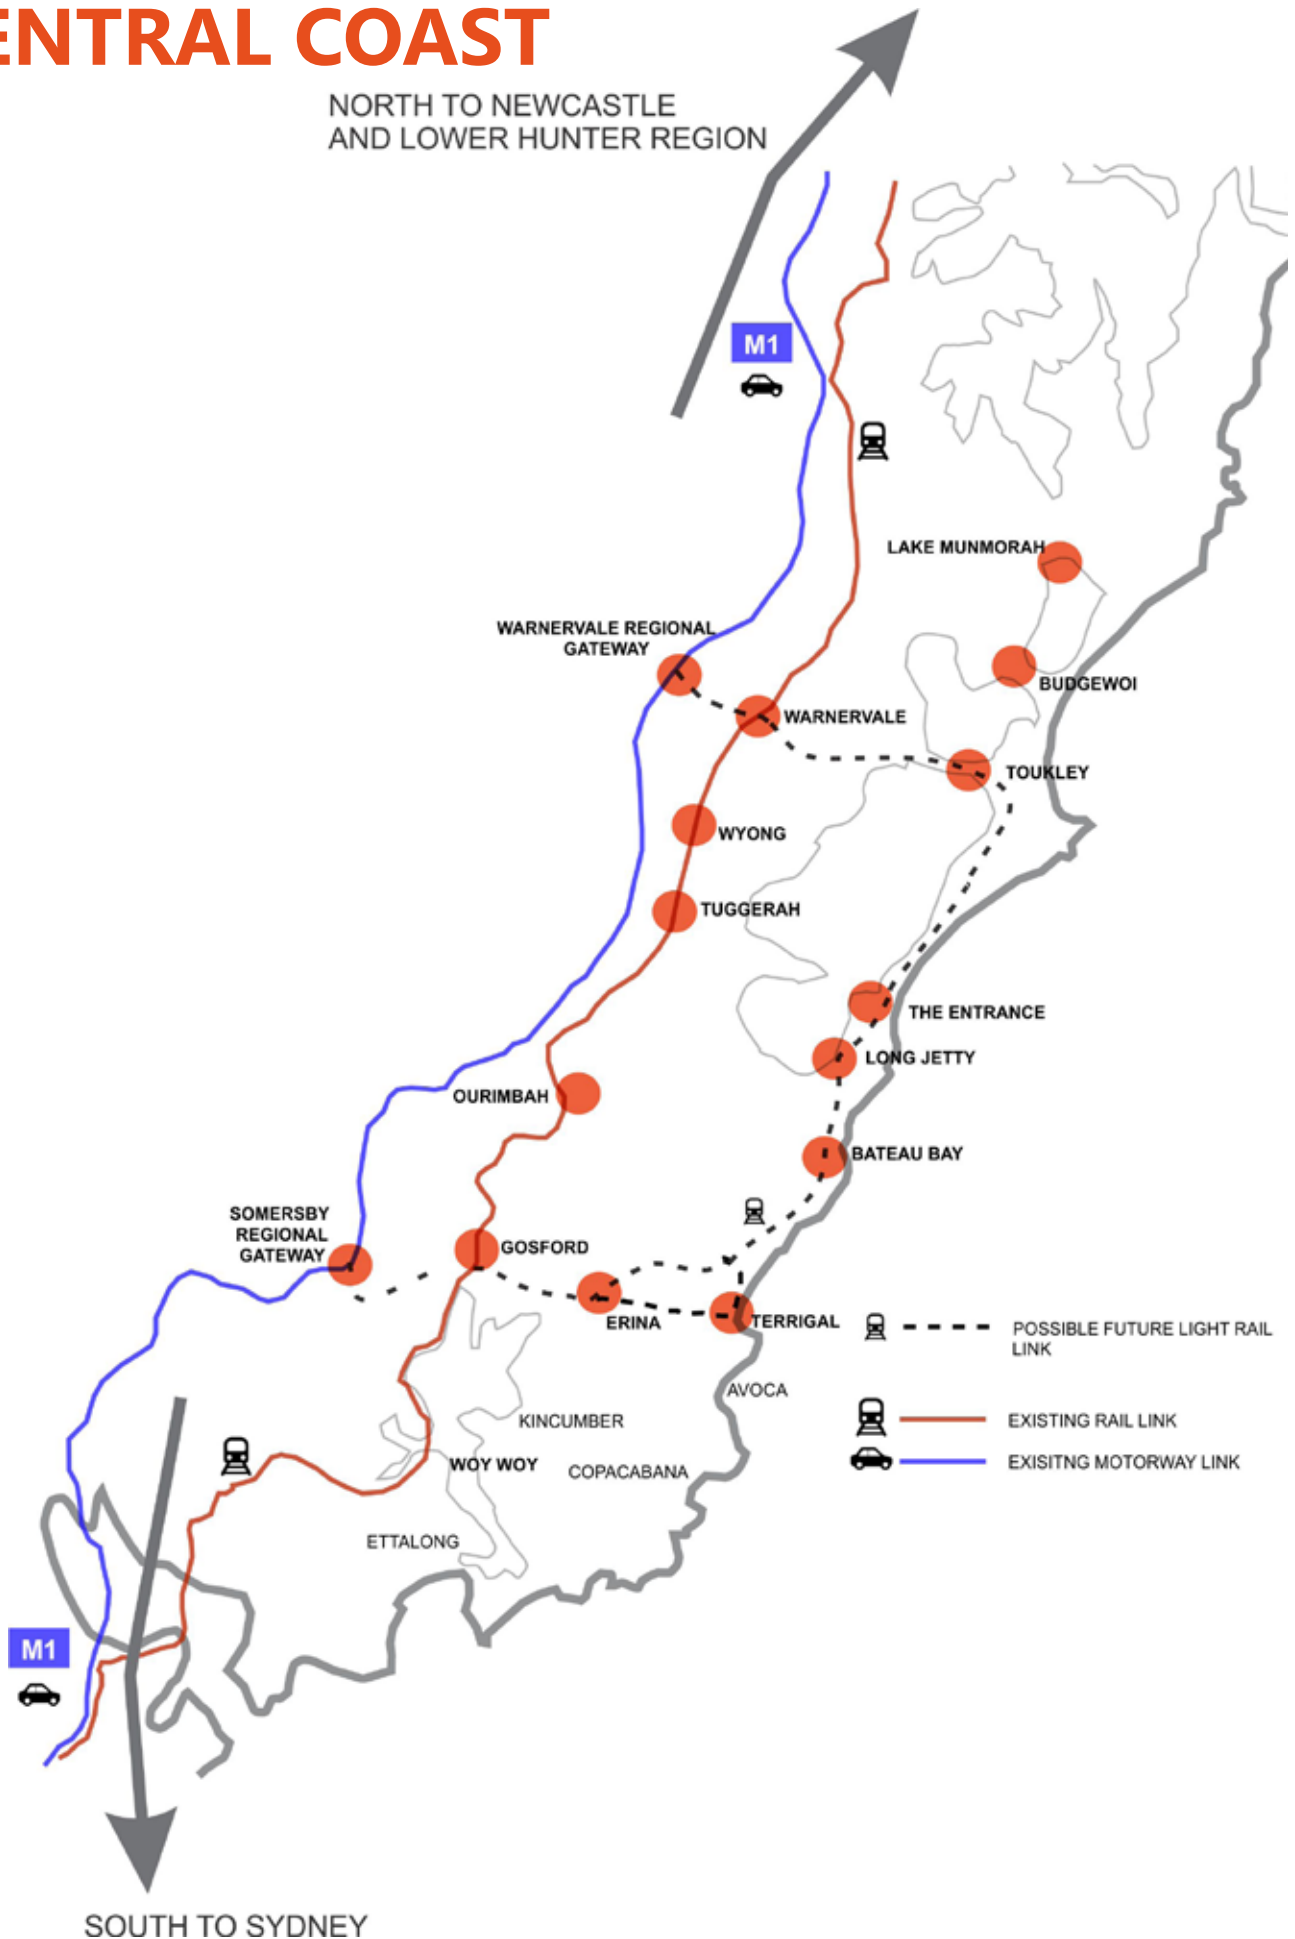 ENTRAL COAST
NORTH TO NEWCASTLE
AND LOWER HUNTER REGION
M1
LAKE MUNMORAH
WARNERVALE REGIONAL
GATEWAY
BUDGEWOI
WARNERVALE
TOUKLEY
WYONG
TUGGERAH
THE ENTRANCE
LONG JETTY
OURIMBAH
BATEAU BAY
SOMERSBY
REGIONAL
GATEWAY
GOSFORD
ERINA
TERRIGAL
POSSIBLE FUTURE LIGHT RAIL
LINK
AVOCA
KINCUMBER
EXISTING RAIL LINK
WOY WOY
COPACABANA
EXISITNG MOTORWAY LINK
ETTALONG
M1
SOUTH TO SYDNEY